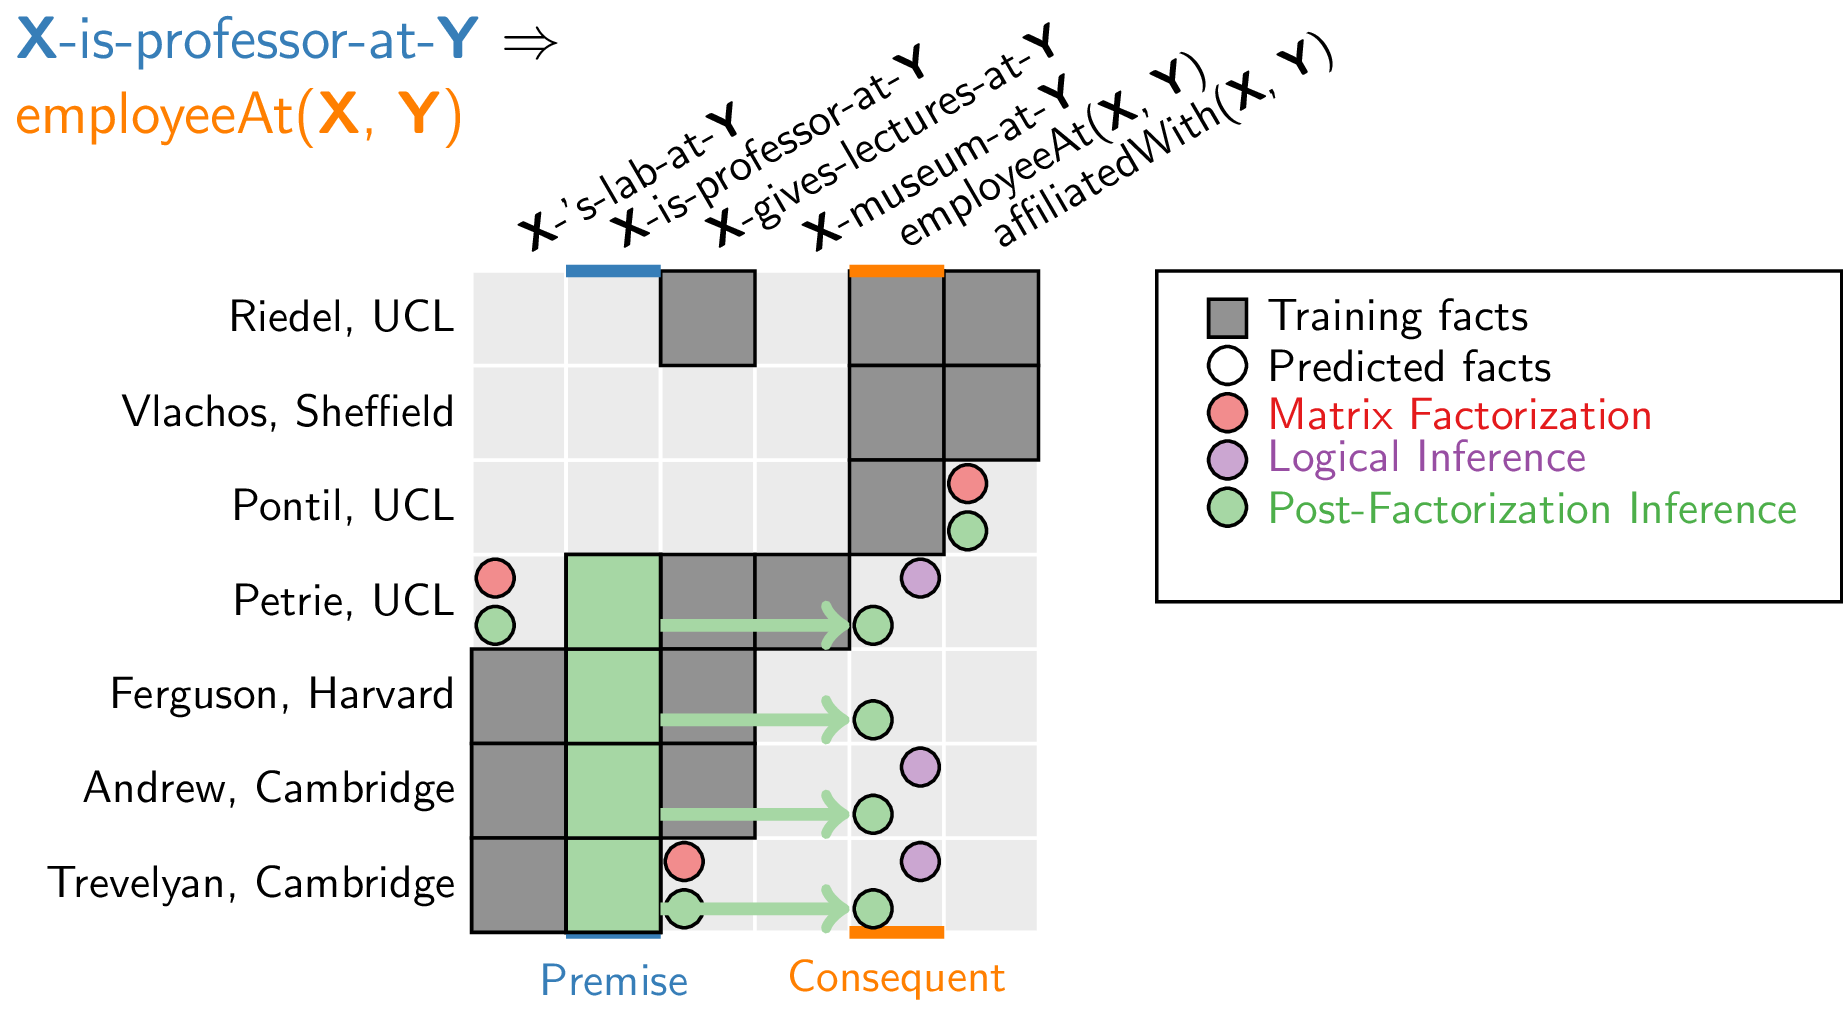 X-is-professor-at-Y ⇒
employeeAt(X, Y)
X-'s-lab-at-Y
X-is-professor-at-Y
X-gives-lectures-at-Y
X-museum-at-Y
employeeAt(X, Y)
affiliatedWith(X, Y)
Riedel, UCL
Vlachos, Sheffield
Pontil, UCL
Petrie, UCL
Ferguson, Harvard
Andrew, Cambridge
Trevelyan, Cambridge
Premise
Consequent
Training facts
Predicted facts
Matrix Factorization
Logical Inference
Post-Factorization Inference